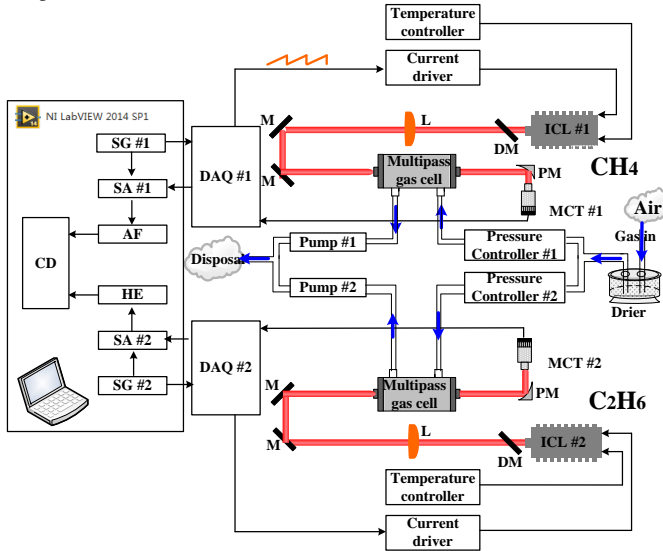 Temperature
controller
Current
driver
NI LabVIEW 2014 SP1
SG #1
SA #1
AF
CD
HE
SA #2
SG #2
DAQ #1
DAQ #2
M
M
L
DM
ICL #1
Multipass
gas cell
PM
MCT #1
CH4
Air
Gas in
Drier
Disposal
Pump #1
Pump #2
Pressure
Controller #1
Pressure
Controller #2
MCT #2
PM
Multipass
gas cell
M
M
L
DM
ICL #2
C2H6
Temperature
controller
Current
driver